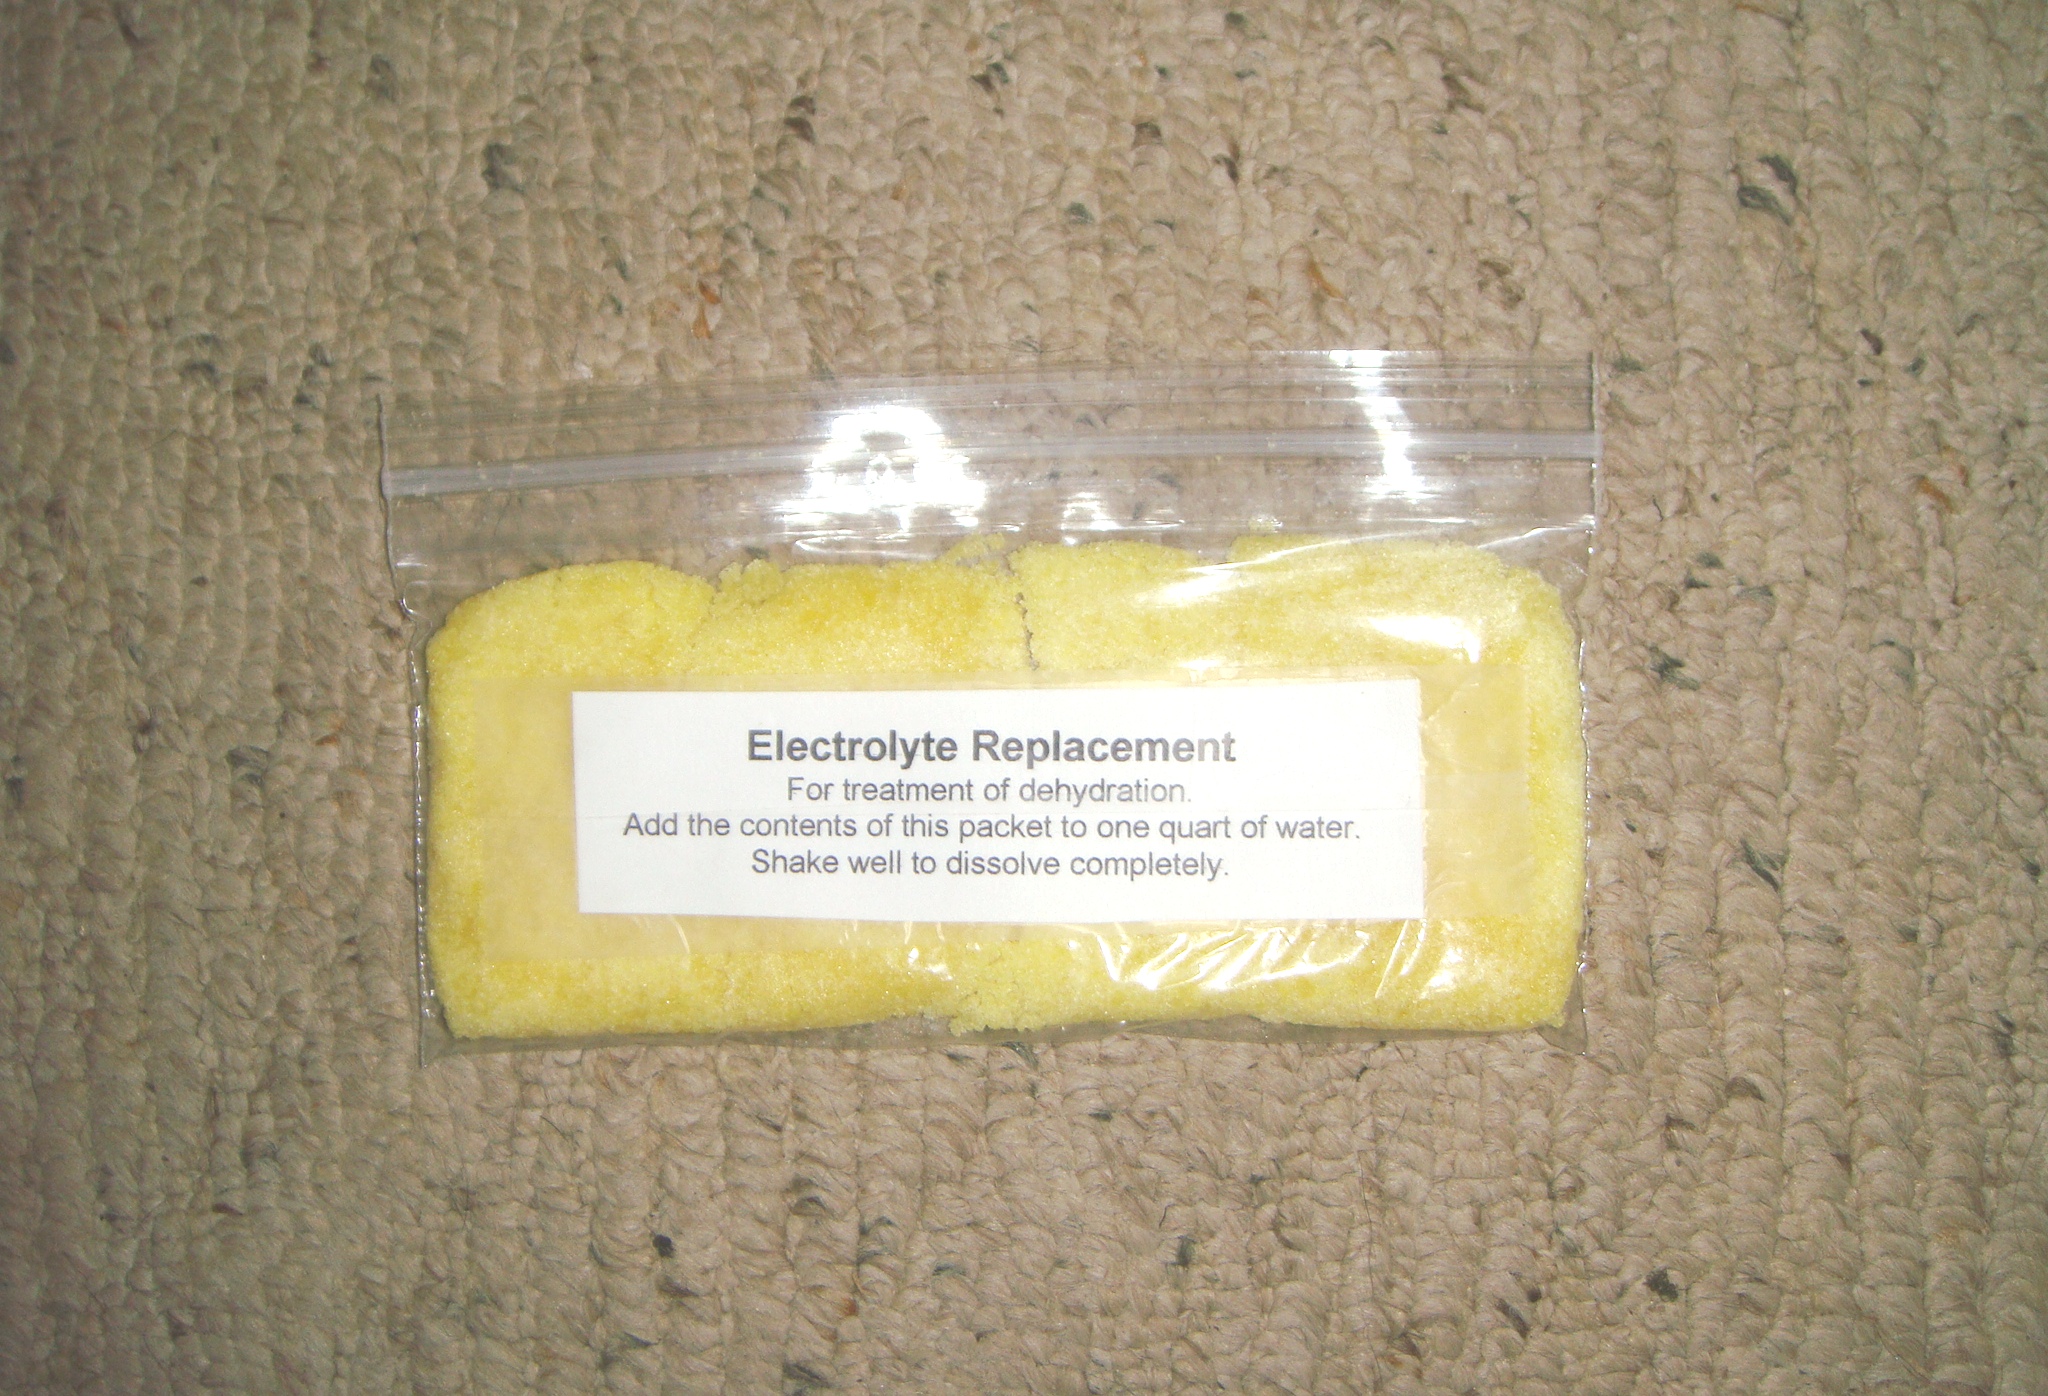 Electrolyte Replacement
For treatment of dehydration.
Add the contents of this packet to one quart of water.
Shake well to dissolve completely.